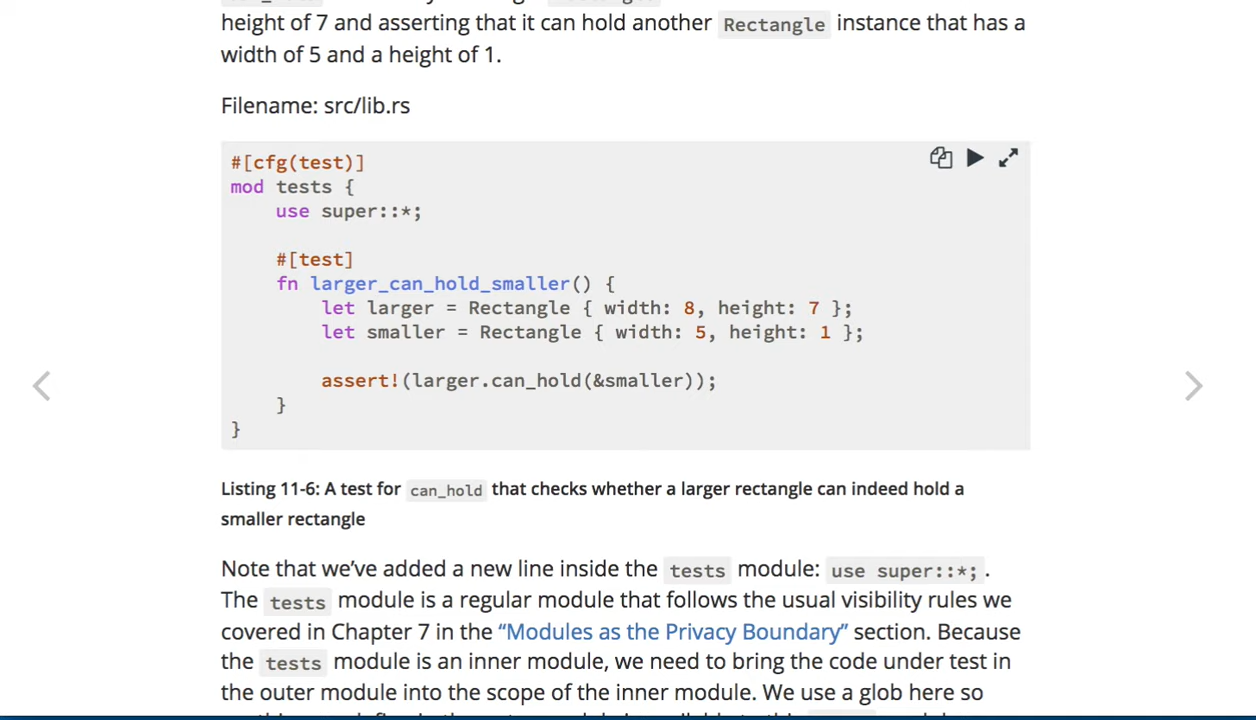 height of 7 and asserting that it can hold another Rectangle instance that has a
width of 5 and a height of 1.
Filename: src/lib.rs
#[cfg(test)]
mod tests {
    use super::*;

    #[test]
    fn larger_can_hold_smaller() {
        let larger = Rectangle { width: 8, height: 7 };
        let smaller = Rectangle { width: 5, height: 1 };

        assert!(larger.can_hold(&smaller));
    }
}
Listing 11-6: A test for can_hold that checks whether a larger rectangle can indeed hold a
smaller rectangle
Note that we’ve added a new line inside the tests module: use super::*; .
The tests module is a regular module that follows the usual visibility rules we
covered in Chapter 7 in the “Modules as the Privacy Boundary” section. Because
the tests module is an inner module, we need to bring the code under test in
the outer module into the scope of the inner module. We use a glob here so